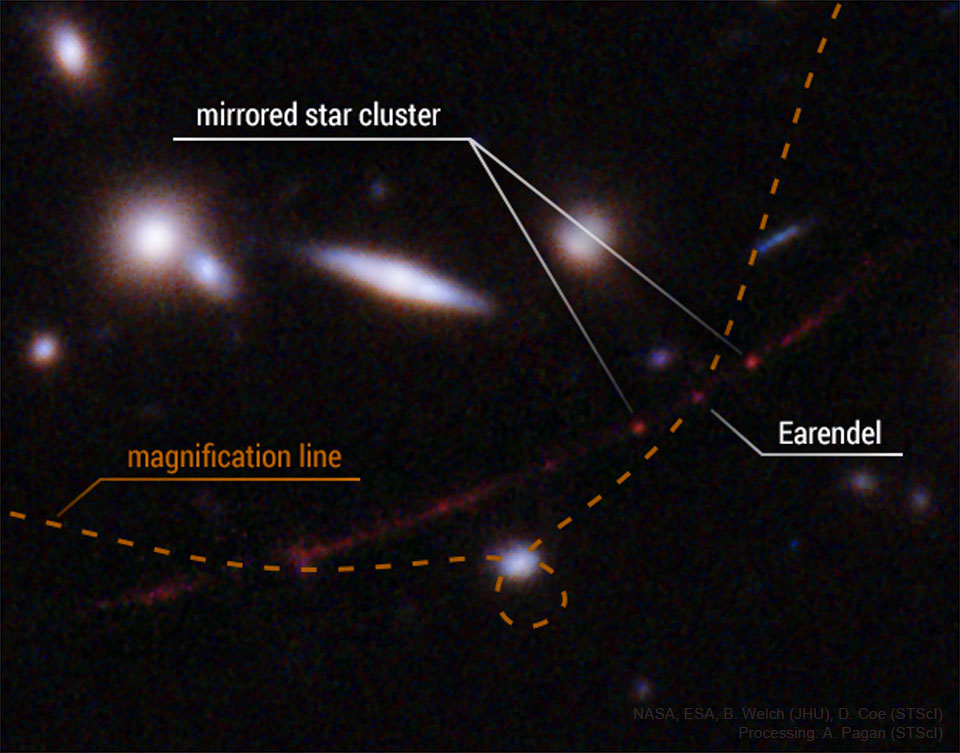 mirrored star cluster
Earendel
magnification line
NASA, ESA, B. Welch (JHU), D. Coe (STScI)
Processing: A. Pagan (STScI)